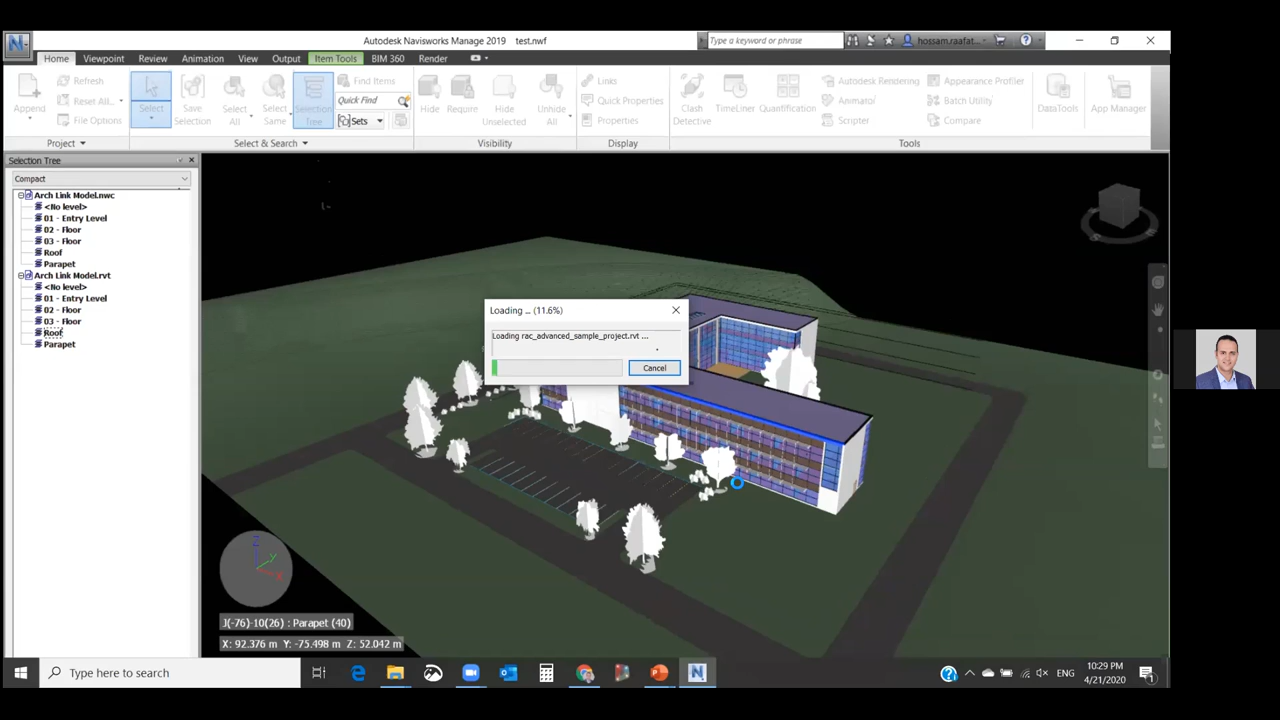 Autodesk Navisworks Manage 2019 test.nwf
Type a keyword or phrase
hossam.raafat...
Home Viewpoint Review Animation View Output Item Tools BIM 360 Render
Append
Refresh
Reset All...
File Options
Project
Select
Save Selection
Select All
Select Same
Selection Tree
Find Items
Quick Find
Sets
Select & Search
Hide
Require
Hide Unselected
Unhide All
Visibility
Links
Quick Properties
Properties
Display
Clash Detective
TimeLiner
Quantification
Autodesk Rendering
Animator
Scripter
Appearance Profiler
Batch Utility
Compare
DataTools
App Manager
Tools
Selection Tree
Compact
Arch Link Model.nwc
<No level>
01 - Entry Level
02 - Floor
03 - Floor
Roof
Parapet
Arch Link Model.rvt
<No level>
01 - Entry Level
02 - Floor
03 - Floor
Roof
Parapet
Loading ... (11.6%)
Loading rac_advanced_sample_project.rvt ...
Cancel
Z
Y
X
J(-76)-10(26) : Parapet (40)
X: 92.376 m Y: -75.498 m Z: 52.042 m
Type here to search
ENG
10:29 PM
4/21/2020